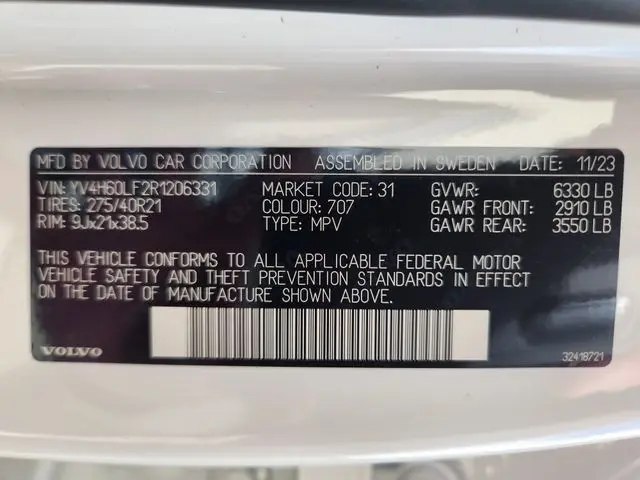 MFD BY VOLVO CAR CORPORATION ASSEMBLED IN SWEDEN DATE: 11/23
VIN: YV4H60LF2R1206331 MARKET CODE: 31 GVWR: 6330 LB
TIRES: 275/40R21 COLOUR: 707 GAWR FRONT: 2910 LB
RIM: 9Jx21x38.5 TYPE: MPV GAWR REAR: 3550 LB
THIS VEHICLE CONFORMS TO ALL APPLICABLE FEDERAL MOTOR
VEHICLE SAFETY AND THEFT PREVENTION STANDARDS IN EFFECT
ON THE DATE OF MANUFACTURE SHOWN ABOVE.
VOLVO 32418721